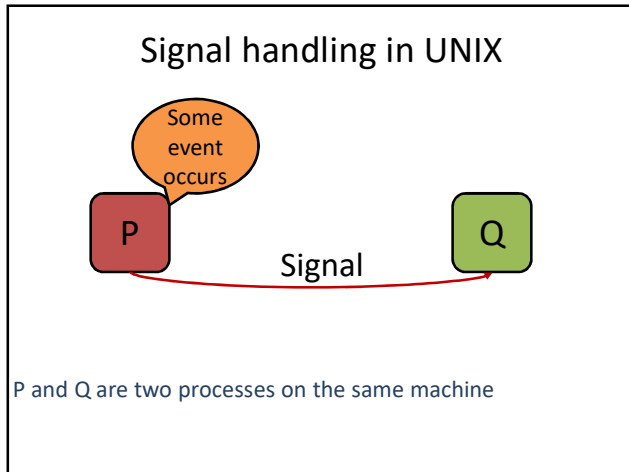 Signal handling in UNIX
Some
event
occurs
P
Q
Signal
P and Q are two processes on the same machine